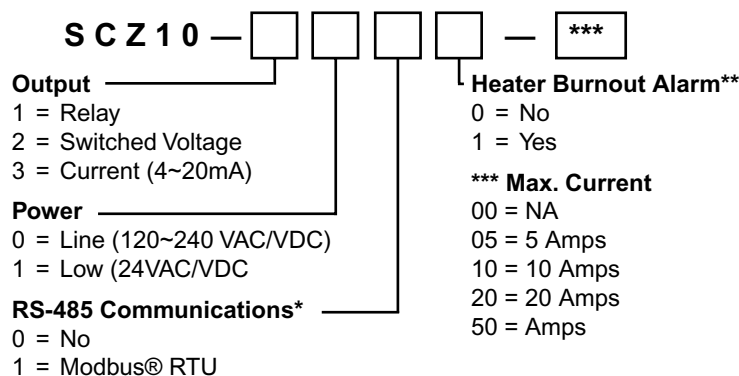 SCZ10 — — ***
Output
1 = Relay
2 = Switched Voltage
3 = Current (4~20mA)
Power
0 = Line (120~240 VAC/VDC)
1 = Low (24VAC/VDC
RS-485 Communications*
0 = No
1 = Modbus® RTU
Heater Burnout Alarm**
0 = No
1 = Yes
*** Max. Current
00 = NA
05 = 5 Amps
10 = 10 Amps
20 = 20 Amps
50 = Amps